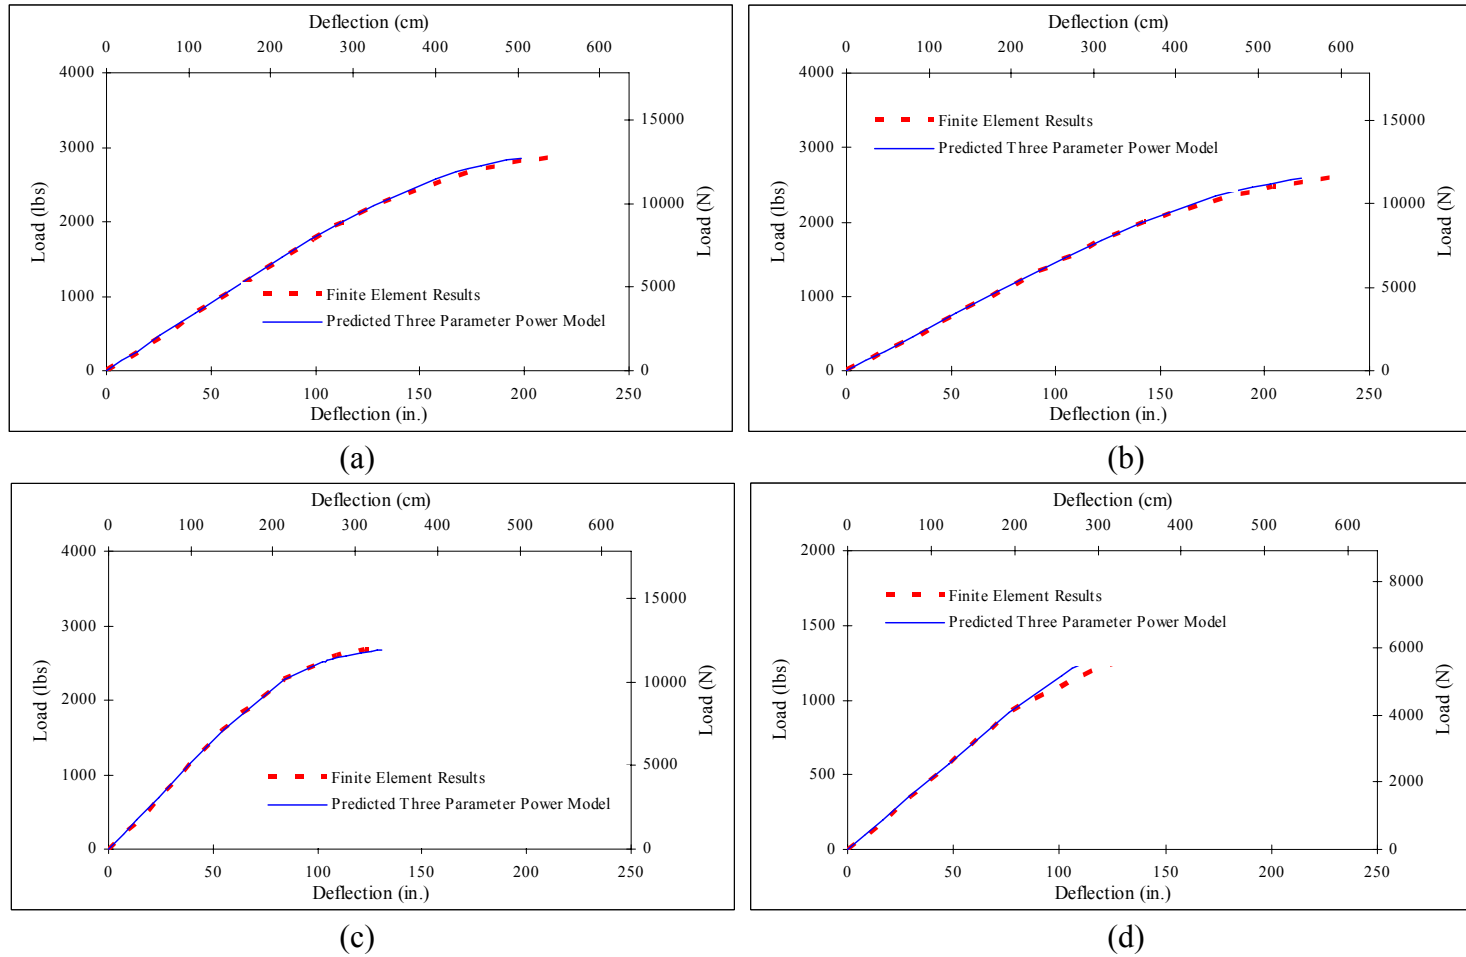 Deflection (cm)
0 100 200 300 400 500 600
4000
3000
2000
1000
0
Load (lbs)
15000
10000
5000
0
Load (N)
Finite Element Results
Predicted Three Parameter Power Model
0 50 100 150 200 250
Deflection (in.)
(a)
Deflection (cm)
0 100 200 300 400 500 600
4000
3000
2000
1000
0
Load (lbs)
15000
10000
5000
0
Load (N)
Finite Element Results
Predicted Three Parameter Power Model
0 50 100 150 200 250
Deflection (in.)
(b)
Deflection (cm)
0 100 200 300 400 500 600
4000
3000
2000
1000
0
Load (lbs)
15000
10000
5000
0
Load (N)
Finite Element Results
Predicted Three Parameter Power Model
0 50 100 150 200 250
Deflection (in.)
(c)
Deflection (cm)
0 100 200 300 400 500 600
2000
1500
1000
500
0
Load (lbs)
8000
6000
4000
2000
0
Load (N)
Finite Element Results
Predicted Three Parameter Power Model
0 50 100 150 200 250
Deflection (in.)
(d)